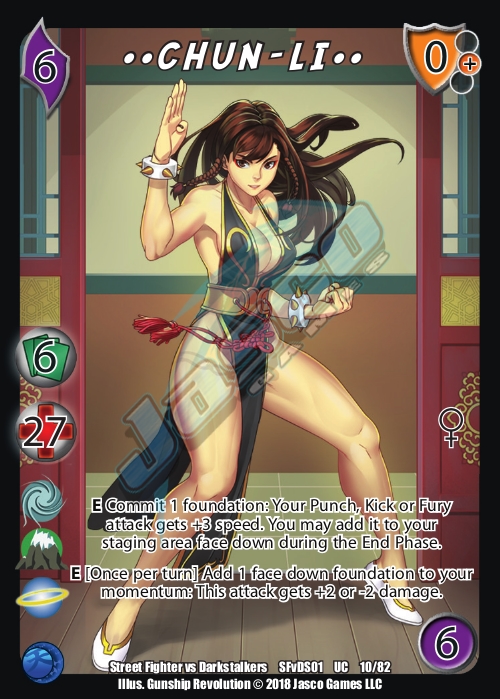 6
••CHUN-LI••
0
+
6
27
JASCO
GAMES
E Commit 1 foundation: Your Punch, Kick or Fury
attack gets +3 speed. You may add it to your
staging area face down during the End Phase.
E [Once per turn] Add 1 face down foundation to your
momentum: This attack gets +2 or -2 damage.
6
Street Fighter vs Darkstalkers SFvDS01 UC 10/82
Illus. Gunship Revolution © 2018 Jasco Games LLC